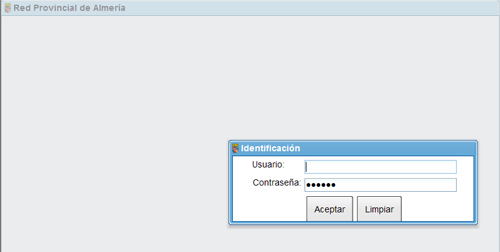 Red Provincial de Almería
Identificación
Usuario:
Contraseña: ●●●●●●
Aceptar Limpiar